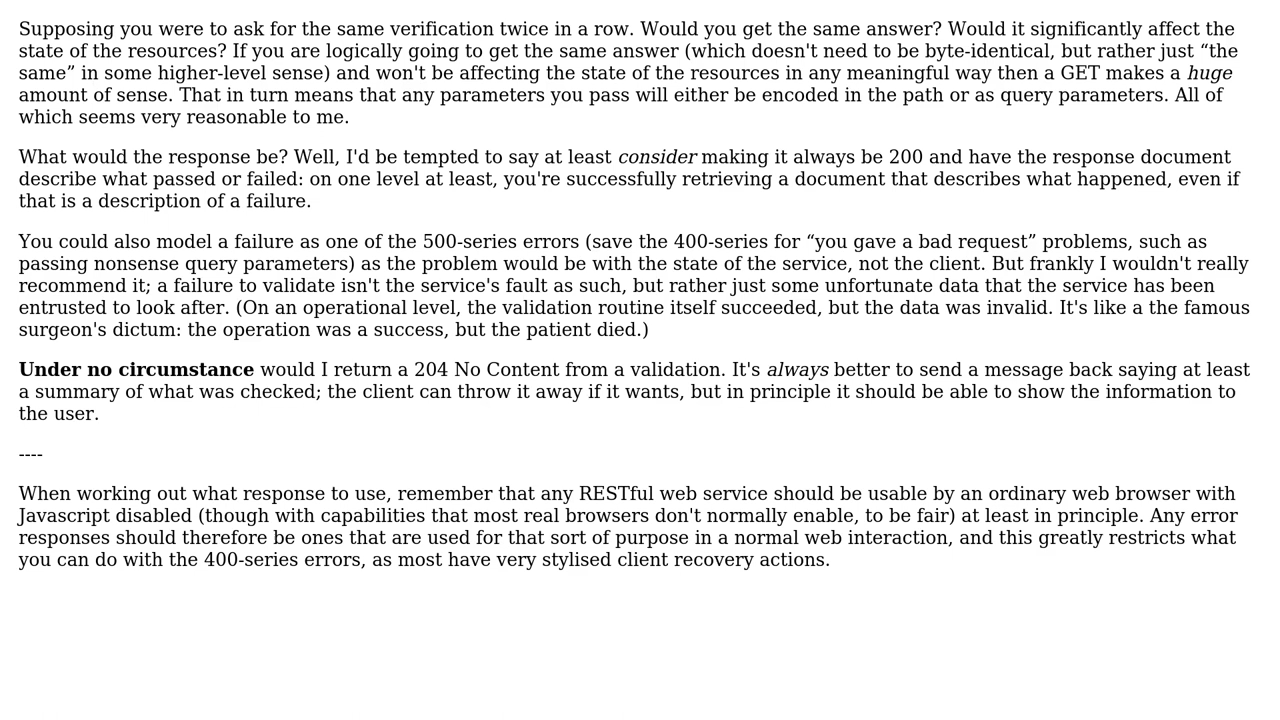 Supposing you were to ask for the same verification twice in a row. Would you get the same answer? Would it significantly affect the
state of the resources? If you are logically going to get the same answer (which doesn't need to be byte-identical, but rather just “the
same” in some higher-level sense) and won't be affecting the state of the resources in any meaningful way then a GET makes a huge
amount of sense. That in turn means that any parameters you pass will either be encoded in the path or as query parameters. All of
which seems very reasonable to me.
What would the response be? Well, I'd be tempted to say at least consider making it always be 200 and have the response document
describe what passed or failed: on one level at least, you're successfully retrieving a document that describes what happened, even if
that is a description of a failure.
You could also model a failure as one of the 500-series errors (save the 400-series for “you gave a bad request” problems, such as
passing nonsense query parameters) as the problem would be with the state of the service, not the client. But frankly I wouldn't really
recommend it; a failure to validate isn't the service's fault as such, but rather just some unfortunate data that the service has been
entrusted to look after. (On an operational level, the validation routine itself succeeded, but the data was invalid. It's like a the famous
surgeon's dictum: the operation was a success, but the patient died.)
Under no circumstance would I return a 204 No Content from a validation. It's always better to send a message back saying at least
a summary of what was checked; the client can throw it away if it wants, but in principle it should be able to show the information to
the user.
----
When working out what response to use, remember that any RESTful web service should be usable by an ordinary web browser with
Javascript disabled (though with capabilities that most real browsers don't normally enable, to be fair) at least in principle. Any error
responses should therefore be ones that are used for that sort of purpose in a normal web interaction, and this greatly restricts what
you can do with the 400-series errors, as most have very stylised client recovery actions.